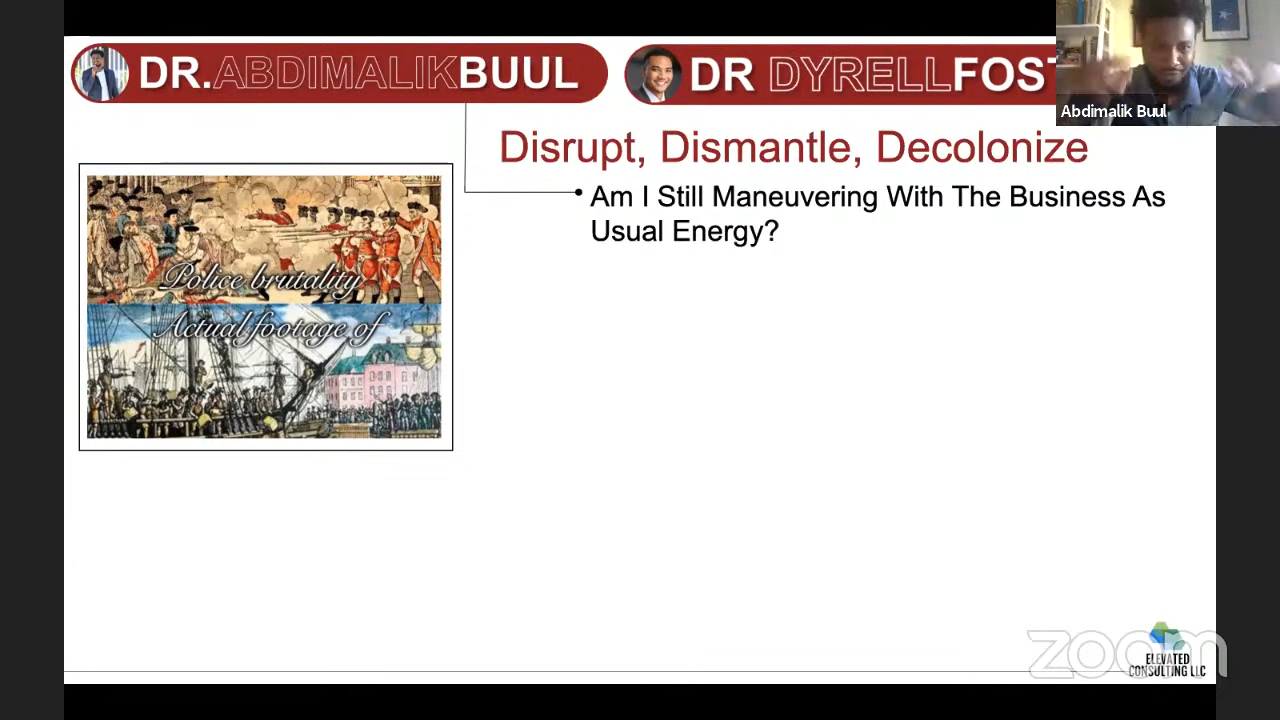 DR.ABDIMALIKBUUL
DR DYRELLFOST
Abdimalik Buul
Disrupt, Dismantle, Decolonize
• Am I Still Maneuvering With The Business As
Usual Energy?
Police brutality
Actual footage of
zoom
ELEVATED
CONSULTING LLC